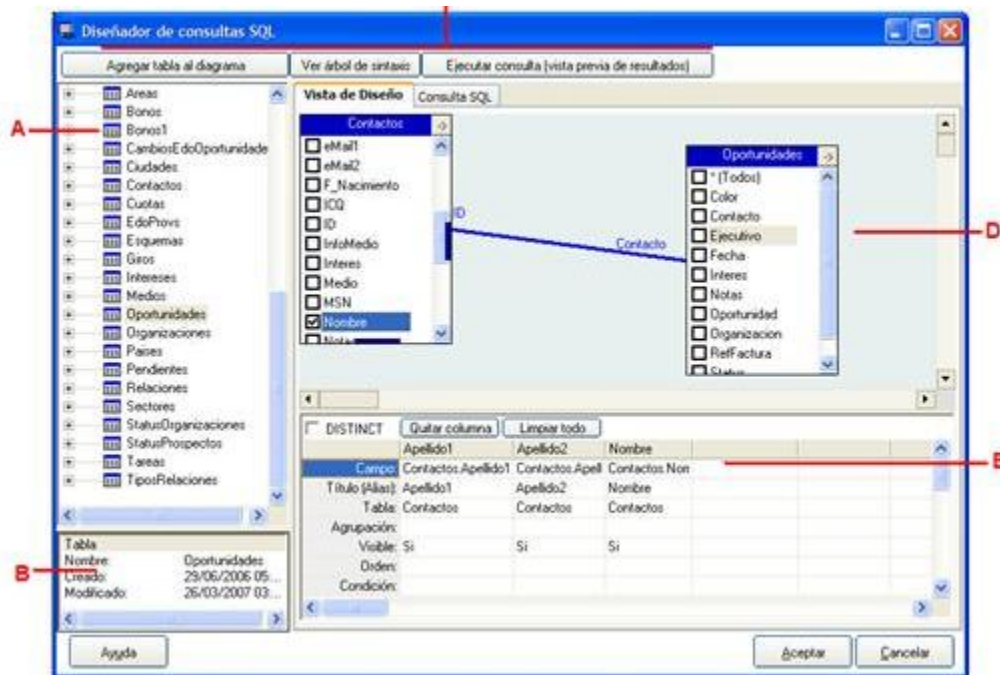 Diseñador de consultas SQL
Agregar tabla al diagrama
Ver árbol de sintaxis
Ejecutar consulta (vista previa de resultados)
A
Areas
Bonos
Bonos1
CambiosEdoOportunidade
Ciudades
Contactos
Cuotas
EdoProvs
Esquemas
Giros
Intereses
Medios
Oportunidades
Organizaciones
Paises
Pendientes
Relaciones
Sectores
StatusOrganizaciones
StatusProspectos
Tareas
TiposRelaciones
B
Tabla
Nombre: Oportunidades
Creado: 29/06/2006 05:...
Modificado: 26/03/2007 03:...
Vista de Diseño
Consulta SQL
Contactos
eMail1
eMail2
F_Nacimiento
ICQ
ID
InfoMedio
Interes
Medio
MSN
Nombre
Notas
ID
Contacto
Oportunidades
* (Todos)
Color
Contacto
Ejecutivo
Fecha
Interes
Notas
Oportunidad
Organizacion
RefFactura
Status
D
DISTINCT
Quitar columna
Limpiar todo
Apellido1 Apellido2 Nombre
Campo: Contactos.Apellido1 Contactos.Apell Contactos.Nom
Título (Alias): Apellido1 Apellido2 Nombre
Tabla: Contactos Contactos Contactos
Agrupación:
Visible: Si Si Si
Orden:
Condición:
E
Ayuda
Aceptar
Cancelar